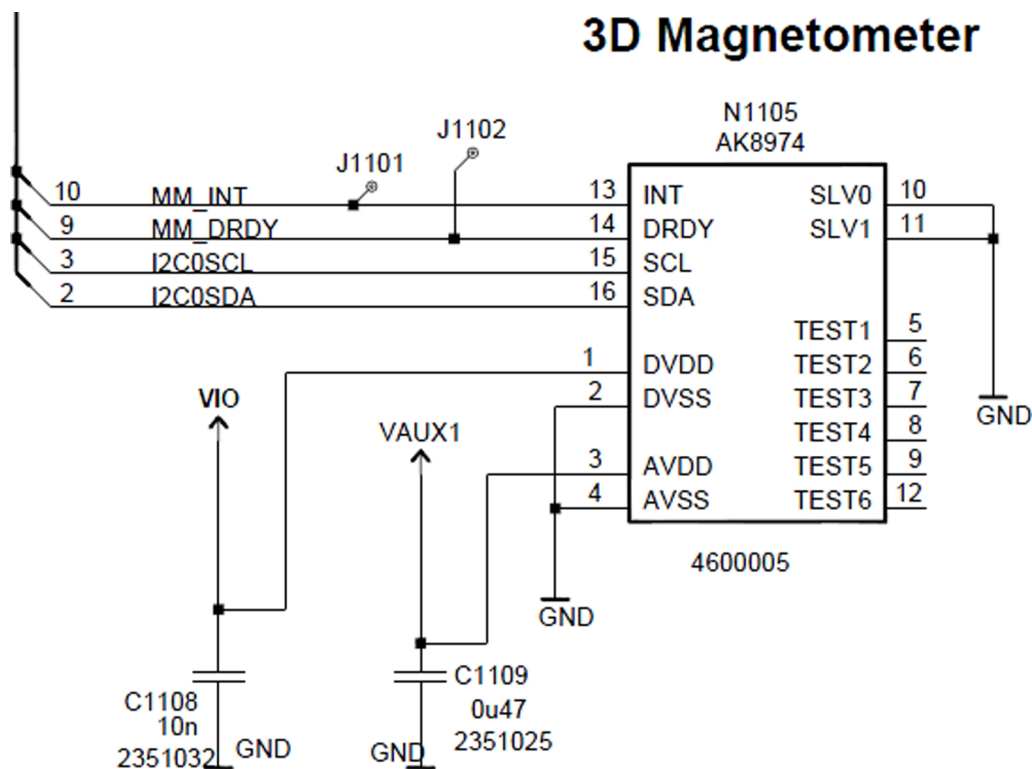 3D Magnetometer
N1105
AK8974
J1102
J1101
10 MM_INT 13 INT SLV0 10
9 MM_DRDY 14 DRDY SLV1 11
3 I2C0SCL 15 SCL
2 I2C0SDA 16 SDA
TEST1 5
1 DVDD TEST2 6
2 DVSS TEST3 7
GND
VIO
VAUX1
TEST4 8
3 AVDD TEST5 9
4 AVSS TEST6 12
4600005
GND
C1108
10n
2351032
GND
C1109
0u47
2351025
GND